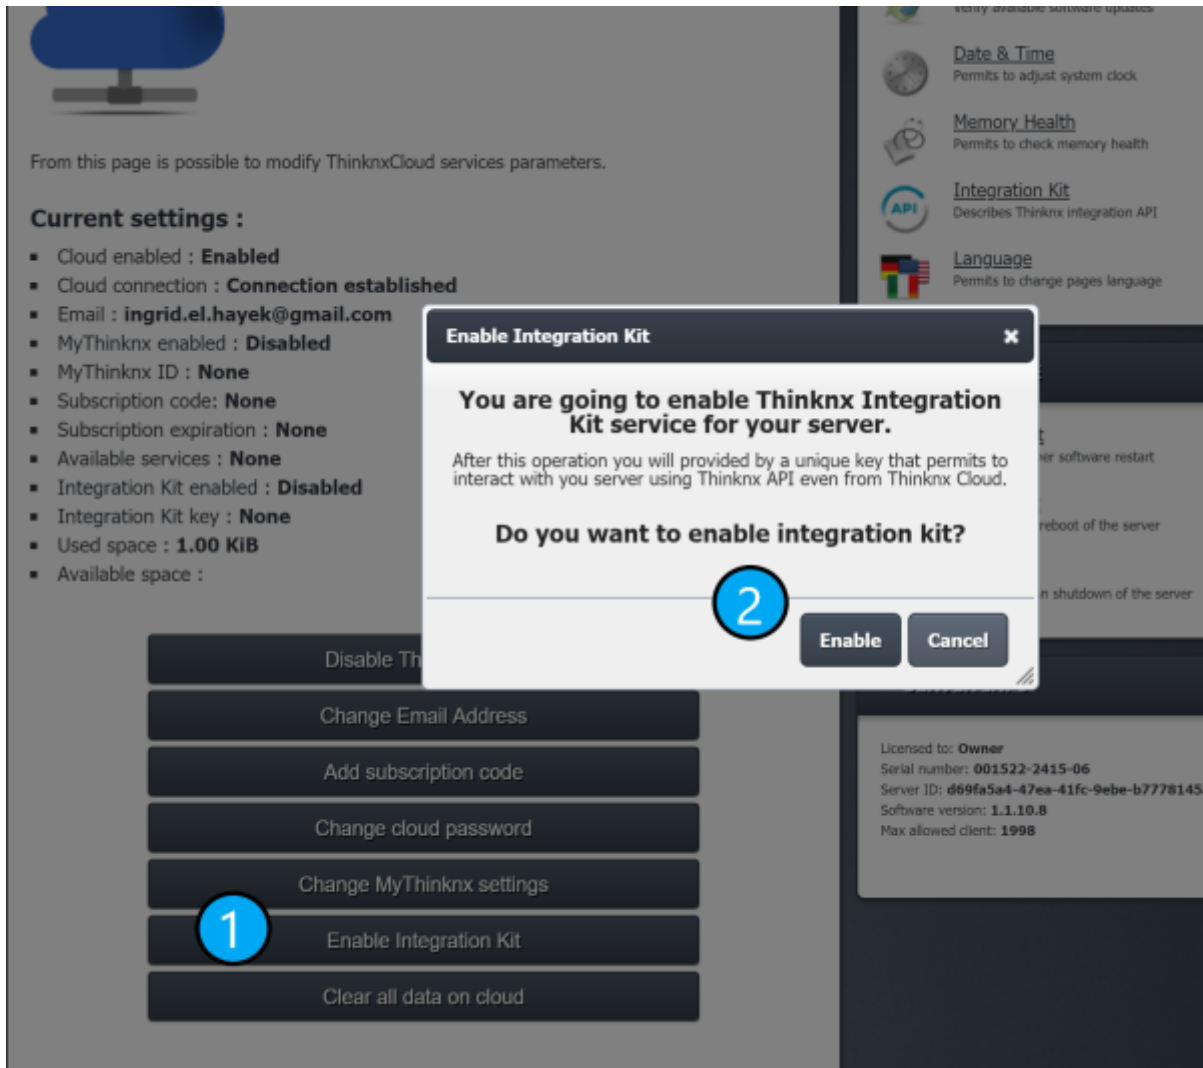 From this page is possible to modify ThinknxCloud services parameters.
Current settings :
Cloud enabled : Enabled
Cloud connection : Connection established
Email : ingrid.el.hayek@gmail.com
MyThinknx enabled : Disabled
MyThinknx ID : None
Subscription code: None
Subscription expiration : None
Available services : None
Integration Kit enabled : Disabled
Integration Kit key : None
Used space : 1.00 KiB
Available space :
Disable Th
Change Email Address
Add subscription code
Change cloud password
Change MyThinknx settings
1
Enable Integration Kit
Clear all data on cloud
Enable Integration Kit
You are going to enable Thinknx Integration
Kit service for your server.
After this operation you will provided by a unique key that permits to
interact with you server using Thinknx API even from Thinknx Cloud.
Do you want to enable integration kit?
2
Enable
Cancel
Verify available software updates
Date & Time
Permits to adjust system clock
Memory Health
Permits to check memory health
API
Integration Kit
Describes Thinknx integration API
Language
Permits to change pages language
er software restart
reboot of the server
n shutdown of the server
Licensed to: Owner
Serial number: 001522-2415-06
Server ID: d69fa5a4-47ea-41fc-9ebe-b7778145
Software version: 1.1.10.8
Max allowed client: 1998